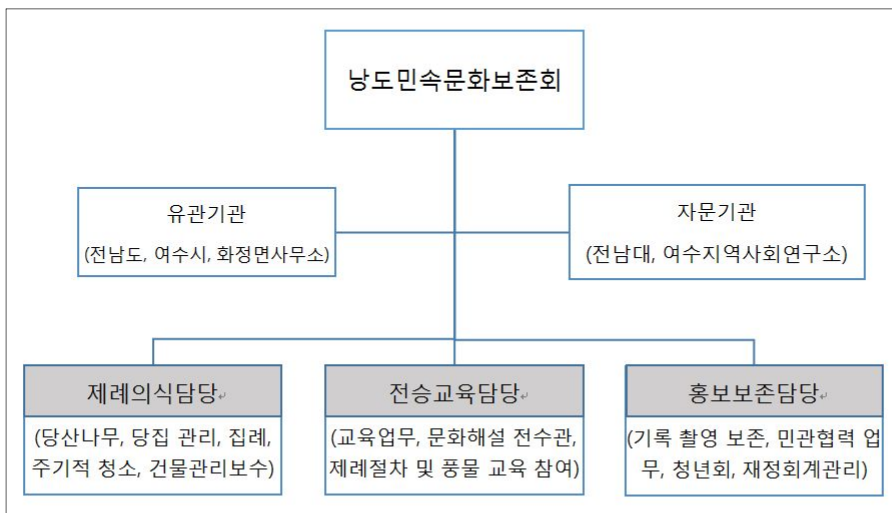 낭도민속문화보존회
유관기관
(전남도, 여수시, 화정면사무소)
자문기관
(전남대, 여수지역사회연구소)
제례의식담당
(당산나무, 당집 관리, 집례,
주기적 청소, 건물관리보수)
전승교육담당
(교육업무, 문화해설 전수관,
제례절차 및 풍물 교육 참여)
홍보보존담당
(기록 촬영 보존, 민관협력 업
무, 청년회, 재정회계관리)